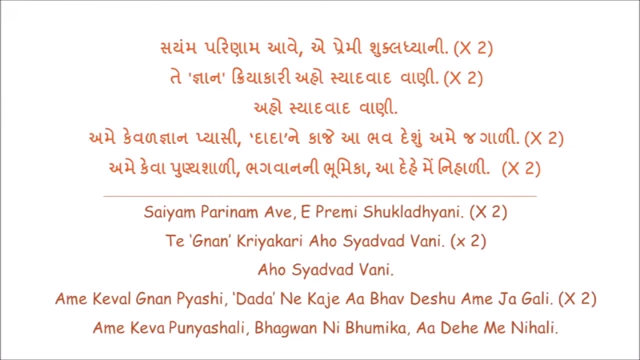 સયંમ પરિણામ આવે, એ પ્રેમી શુક્લધ્યાની. (X 2)
તે 'જ્ઞાન' ક્રિયાકારી અહો સ્યાદવાદ વાણી. (X 2)
અહો સ્યાદવાદ વાણી.
અમે કેવળજ્ઞાન પ્યાસી, 'દાદા'ને કાજે આ ભવ દેશું અમે જ ગાળી. (X 2)
અમે કેવા પુણ્યશાળી, ભગવાનની ભૂમિકા, આ દેહે મેં નિહાળી. (X 2)
Saiyam Parinam Ave, E Premi Shukladhyani. (X 2)
Te 'Gnan' Kriyakari Aho Syadvad Vani. (x 2)
Aho Syadvad Vani.
Ame Keval Gnan Pyashi, 'Dada' Ne Kaje Aa Bhav Deshu Ame Ja Gali. (X 2)
Ame Keva Punyashali, Bhagwan Ni Bhumika, Aa Dehe Me Nihali.